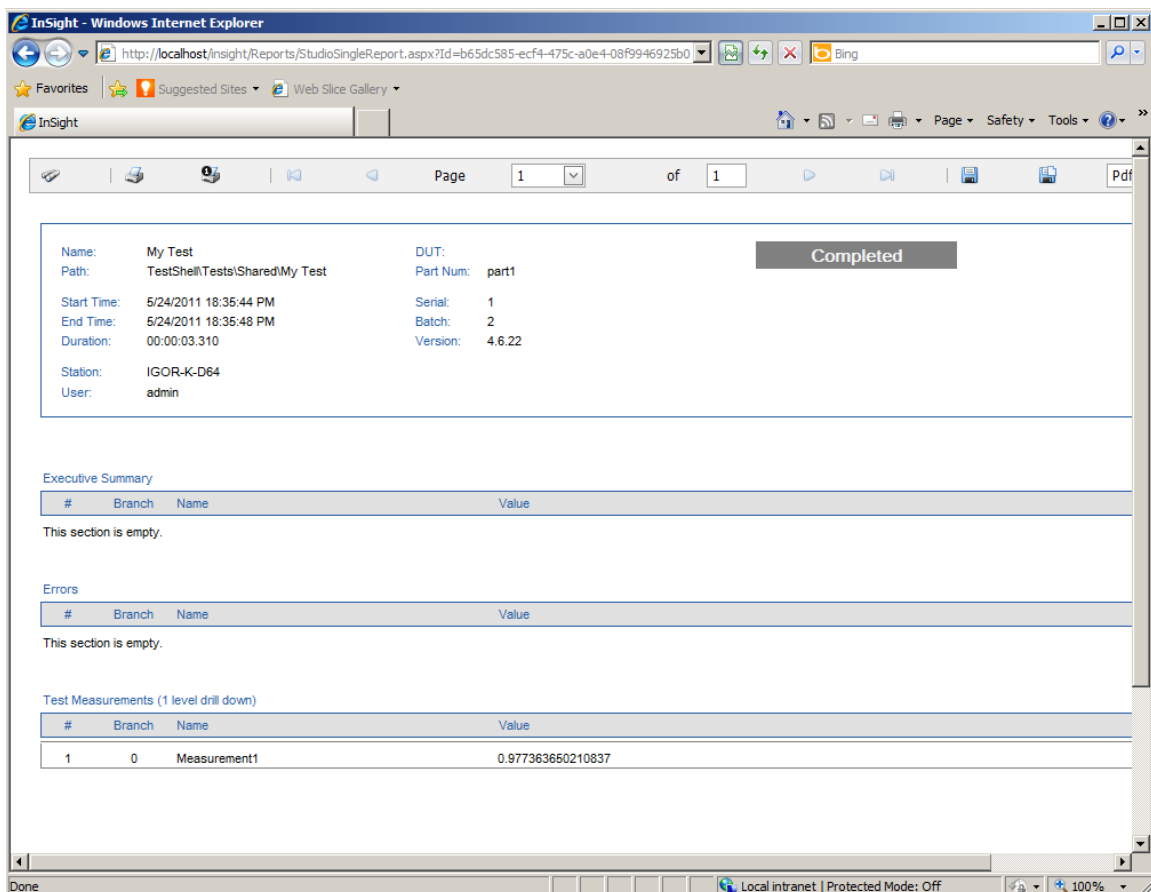 InSight - Windows Internet Explorer
http://localhost/insight/Reports/StudioSingleReport.aspx?Id=b65dc585-ecf4-475c-a0e4-08f9946925b0 Bing
Favorites Suggested Sites Web Slice Gallery
InSight Page Safety Tools »
Page 1 of 1 Pdf
Name: My Test DUT: Completed
Path: TestShell\Tests\Shared\My Test Part Num: part1
Start Time: 5/24/2011 18:35:44 PM Serial: 1
End Time: 5/24/2011 18:35:48 PM Batch: 2
Duration: 00:00:03.310 Version: 4.6.22
Station: IGOR-K-D64
User: admin
Executive Summary
# Branch Name Value
This section is empty.
Errors
# Branch Name Value
This section is empty.
Test Measurements (1 level drill down)
# Branch Name Value
1 0 Measurement1 0.977363650210837
Done Local intranet | Protected Mode: Off 100%